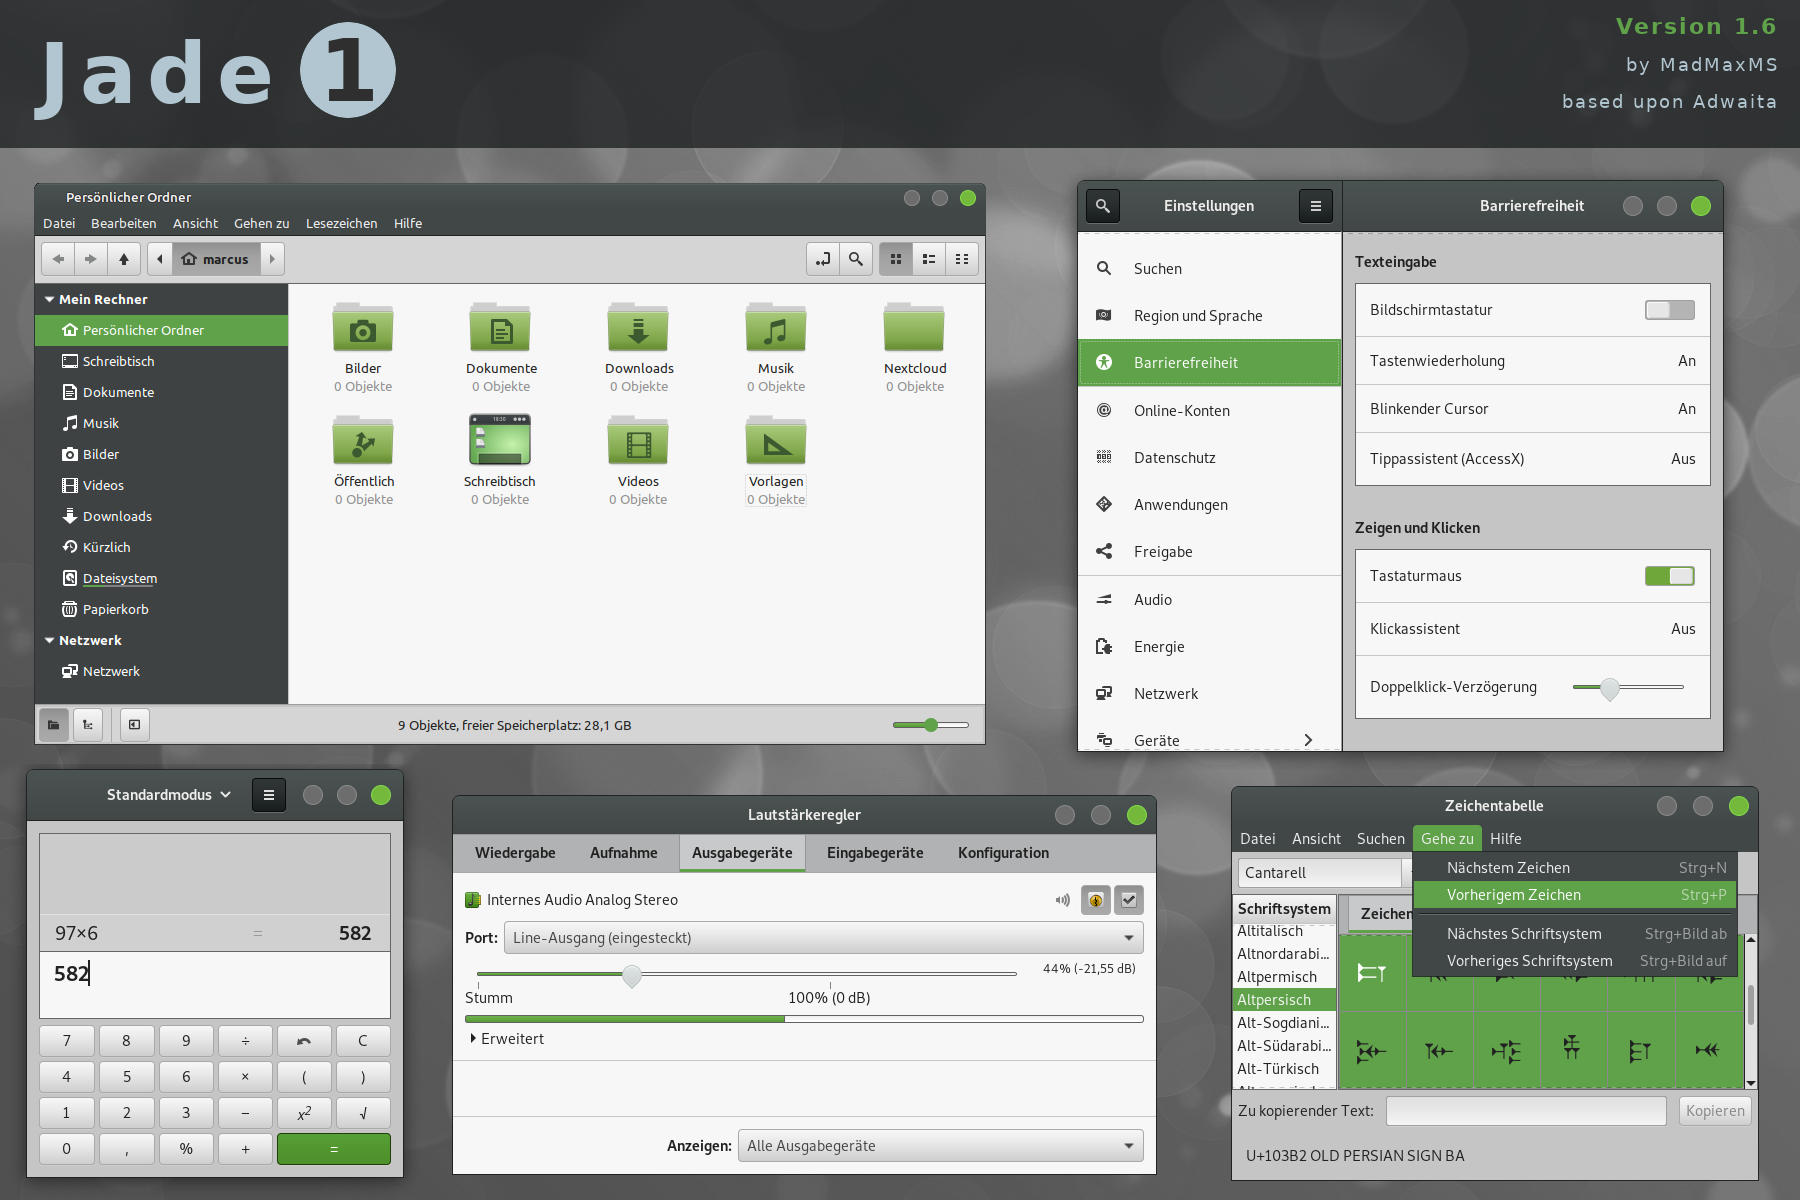 Jade 1
Version 1.6
by MadMaxMS
based upon Adwaita
Persönlicher Ordner
Datei Bearbeiten Ansicht Gehen zu Lesezeichen Hilfe
marcus
Mein Rechner
Persönlicher Ordner
Schreibtisch
Dokumente
Musik
Bilder
Videos
Downloads
Kürzlich
Dateisystem
Papierkorb
Netzwerk
Netzwerk
Bilder
0 Objekte
Dokumente
0 Objekte
Downloads
0 Objekte
Musik
0 Objekte
Nextcloud
0 Objekte
Öffentlich
0 Objekte
Schreibtisch
0 Objekte
Videos
0 Objekte
Vorlagen
0 Objekte
9 Objekte, freier Speicherplatz: 28,1 GB
Einstellungen
Barrierefreiheit
Suchen
Region und Sprache
Barrierefreiheit
Online-Konten
Datenschutz
Anwendungen
Freigabe
Audio
Energie
Netzwerk
Geräte
Texteingabe
Bildschirmtastatur
Tastenwiederholung An
Blinkender Cursor An
Tippassistent (AccessX) Aus
Zeigen und Klicken
Tastaturmaus
Klickassistent Aus
Doppelklick-Verzögerung
Standardmodus
97×6 = 582
582
7 8 9 ÷ C
4 5 6 × ( )
1 2 3 − x² √
0 , % + =
Lautstärkeregler
Wiedergabe Aufnahme Ausgabegeräte Eingabegeräte Konfiguration
Internes Audio Analog Stereo
Port: Line-Ausgang (eingesteckt)
44% (-21,55 dB)
Stumm 100% (0 dB)
Erweitert
Anzeigen: Alle Ausgabegeräte
Zeichentabelle
Datei Ansicht Suchen Gehe zu Hilfe
Cantarell
Nächstem Zeichen Strg+N
Vorherigem Zeichen Strg+P
Nächstes Schriftsystem Strg+Bild ab
Vorheriges Schriftsystem Strg+Bild auf
Schriftsystem
Zeichen
Altitalisch
Altnordarabi...
Altpermisch
Altpersisch
Alt-Sogdiani...
Alt-Südarabi...
Alt-Türkisch
Zu kopierender Text: Kopieren
U+103B2 OLD PERSIAN SIGN BA